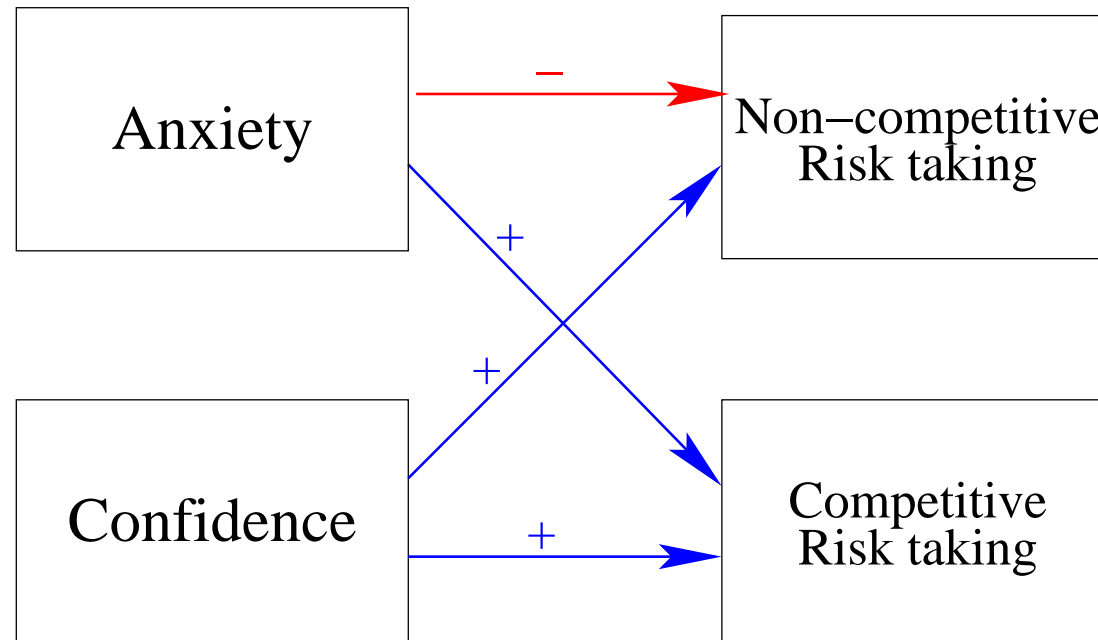 Anxiety
−
Non−competitive
Risk taking
+
+
Confidence
+
Competitive
Risk taking